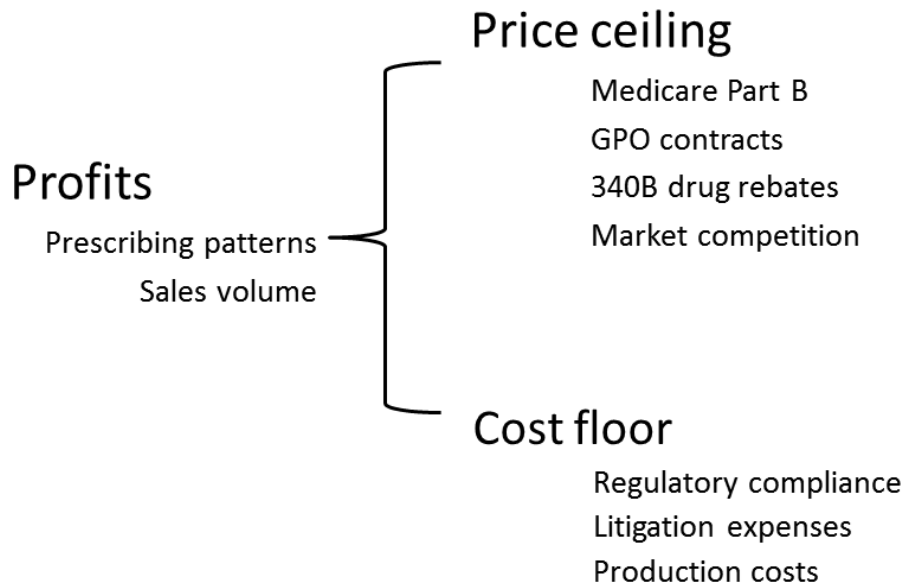 Price ceiling
Medicare Part B
GPO contracts
340B drug rebates
Market competition
Profits
Prescribing patterns
Sales volume
Cost floor
Regulatory compliance
Litigation expenses
Production costs